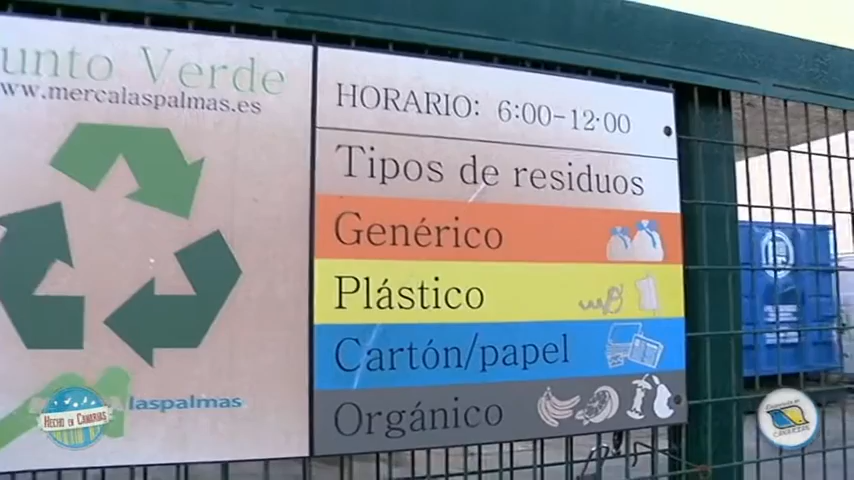 unto Verde
www.mercalaspalmas.es
laspalmas
HORARIO: 6:00-12:00
Tipos de residuos
Genérico
Plástico
Cartón/papel
Orgánico
HECHO EN CANARIAS